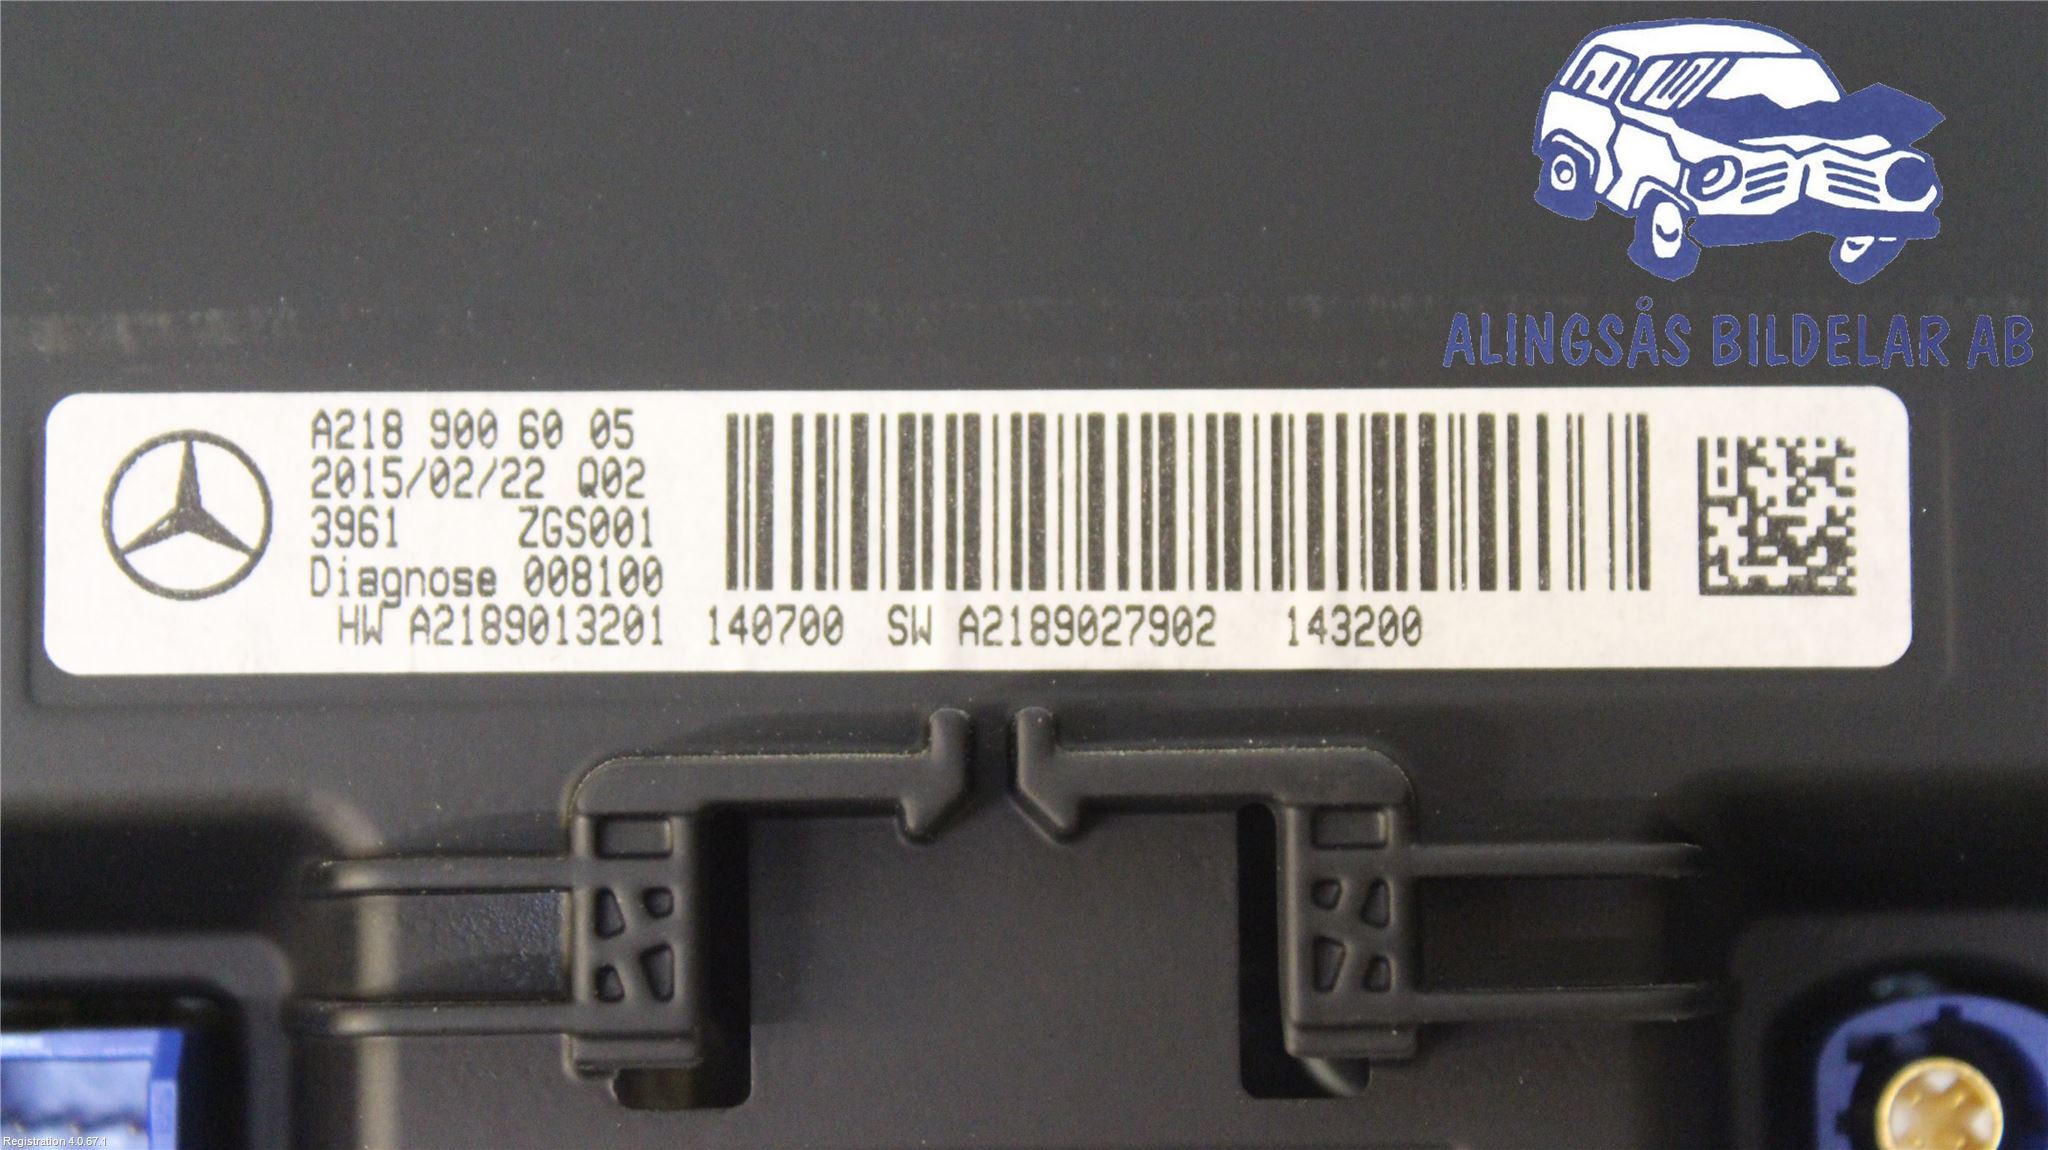 ALINGSÅS BILDELAR AB
A218 900 60 05
2015/02/22 Q02
3961 ZGS001
Diagnose 008100
HW A2189013201 140700 SW A2189027902 143200
Registration 4.0.67.1